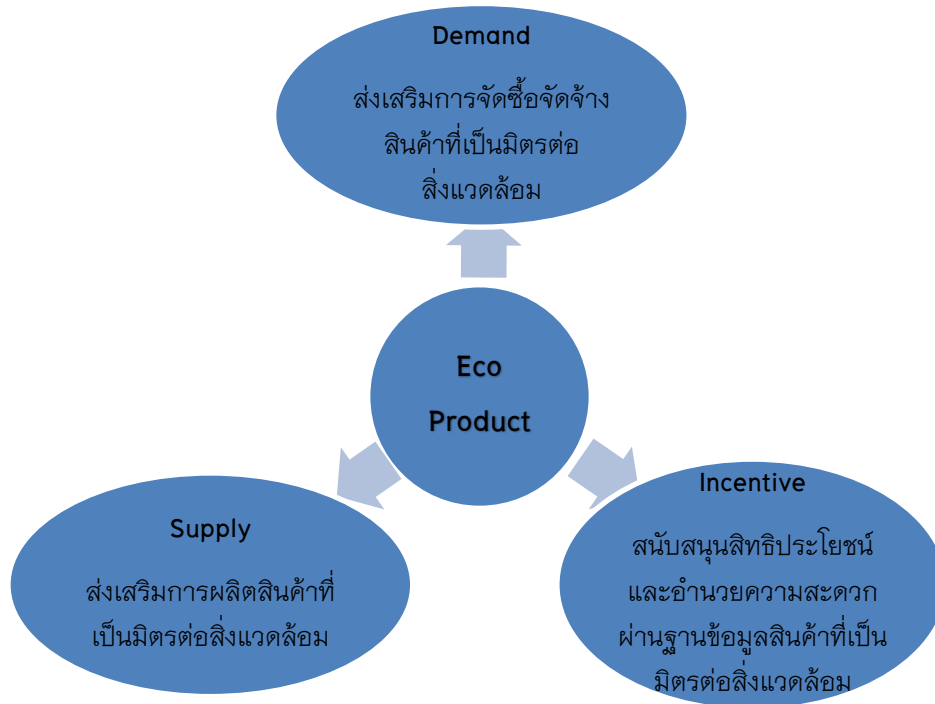 Demand
ส่งเสริมการจัดซื้อจัดจ้าง
สินค้าที่เป็นมิตรต่อ
สิ่งแวดล้อม
Eco
Product
Supply
ส่งเสริมการผลิตสินค้าที่
เป็นมิตรต่อสิ่งแวดล้อม
Incentive
สนับสนุนสิทธิประโยชน์
และอำนวยความสะดวก
ผ่านฐานข้อมูลสินค้าที่เป็น
มิตรต่อสิ่งแวดล้อม